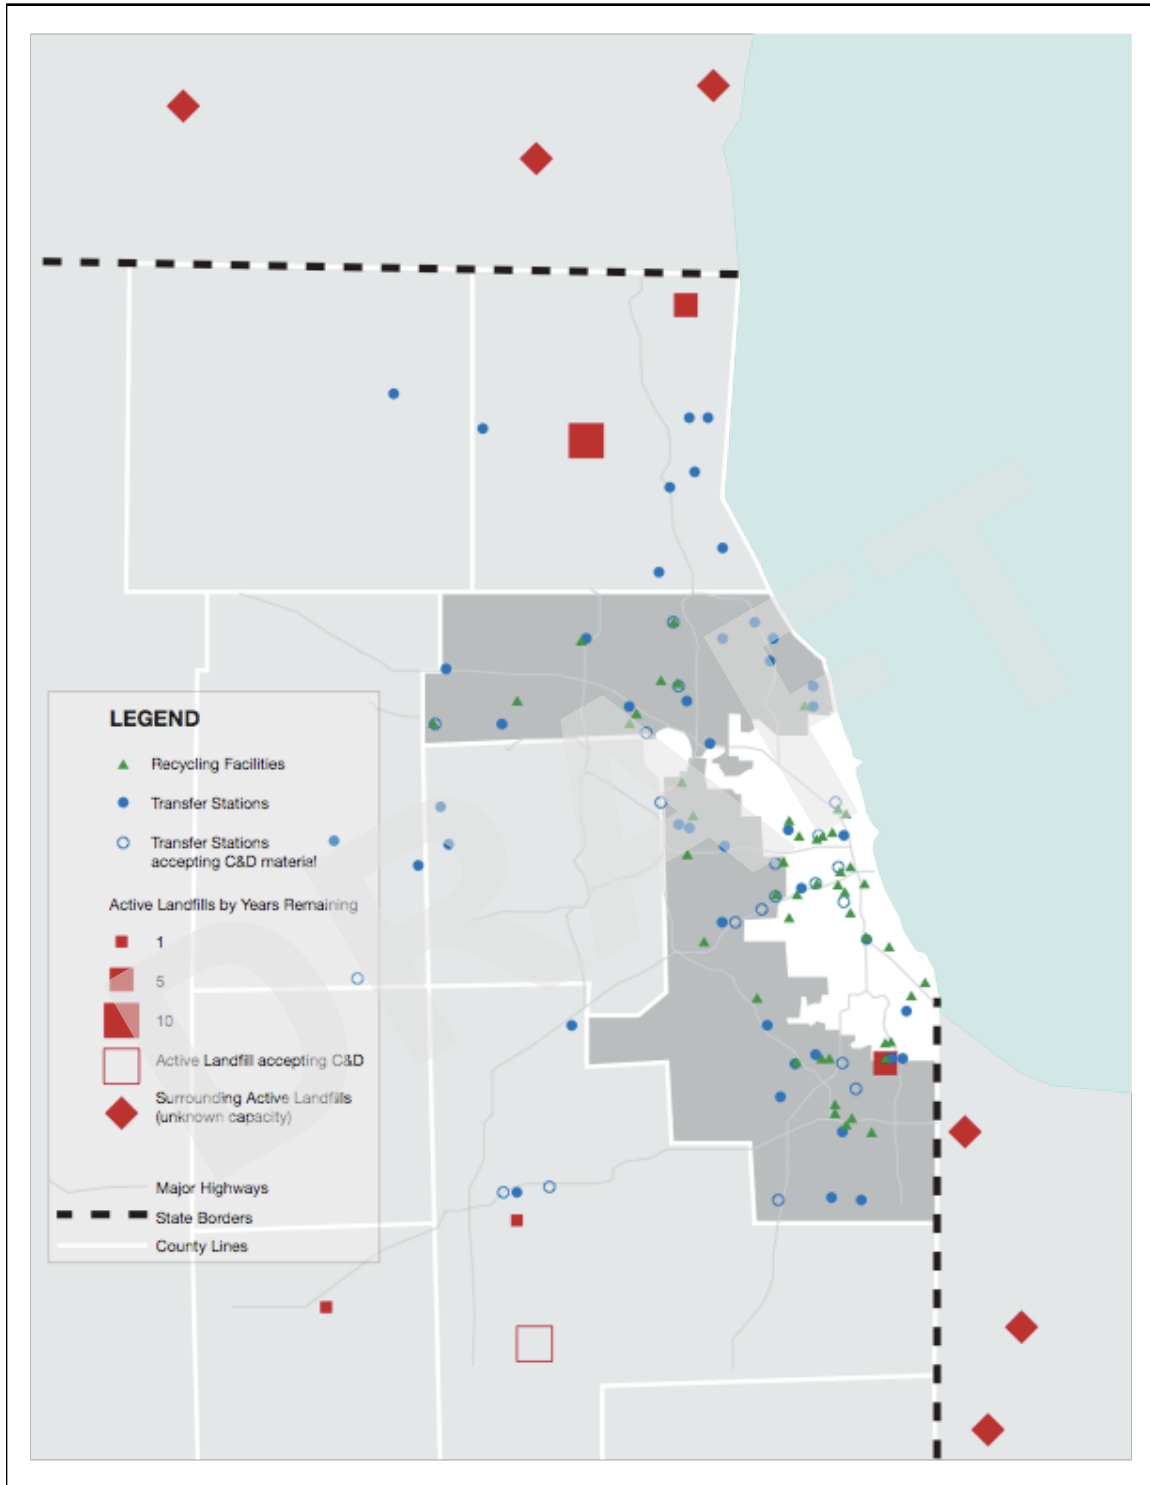 LEGEND
Recycling Facilities
Transfer Stations
Transfer Stations
accepting C&D material
Active Landfills by Years Remaining
1
5
10
Active Landfill accepting C&D
Surrounding Active Landfills
(unknown capacity)
Major Highways
State Borders
County Lines
DRAFT